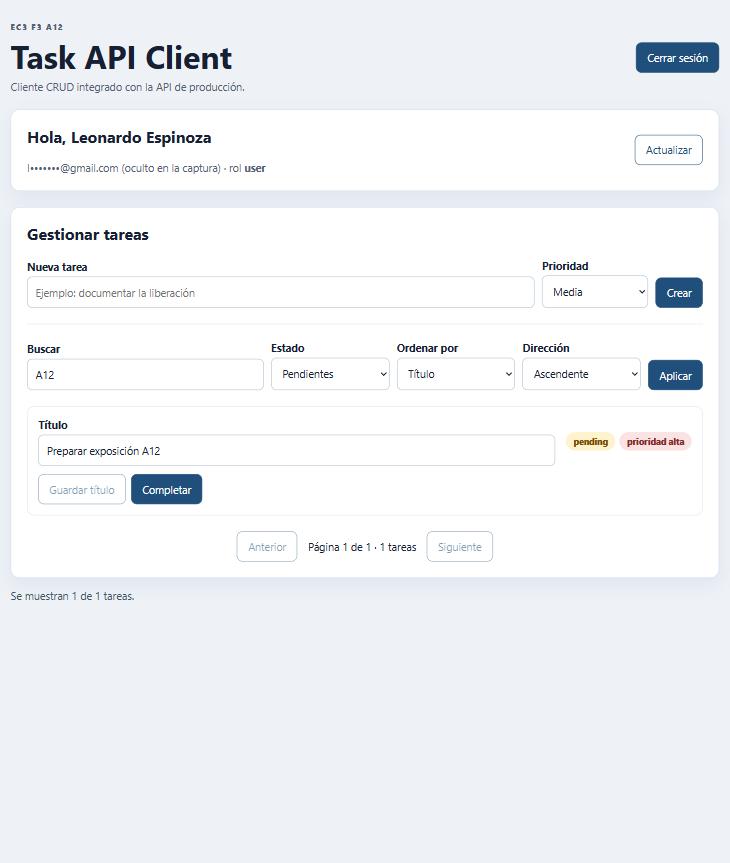 EC3 F3 A12
Task API Client
Cerrar sesión
Cliente CRUD integrado con la API de producción.
Hola, Leonardo Espinoza
l•••••••@gmail.com (oculto en la captura) · rol user
Actualizar
Gestionar tareas
Nueva tarea
Prioridad
Ejemplo: documentar la liberación
Media
Crear
Buscar
Estado
Ordenar por
Dirección
A12
Pendientes
Título
Ascendente
Aplicar
Título
Preparar exposición A12
pending
prioridad alta
Guardar título
Completar
Anterior
Página 1 de 1 · 1 tareas
Siguiente
Se muestran 1 de 1 tareas.